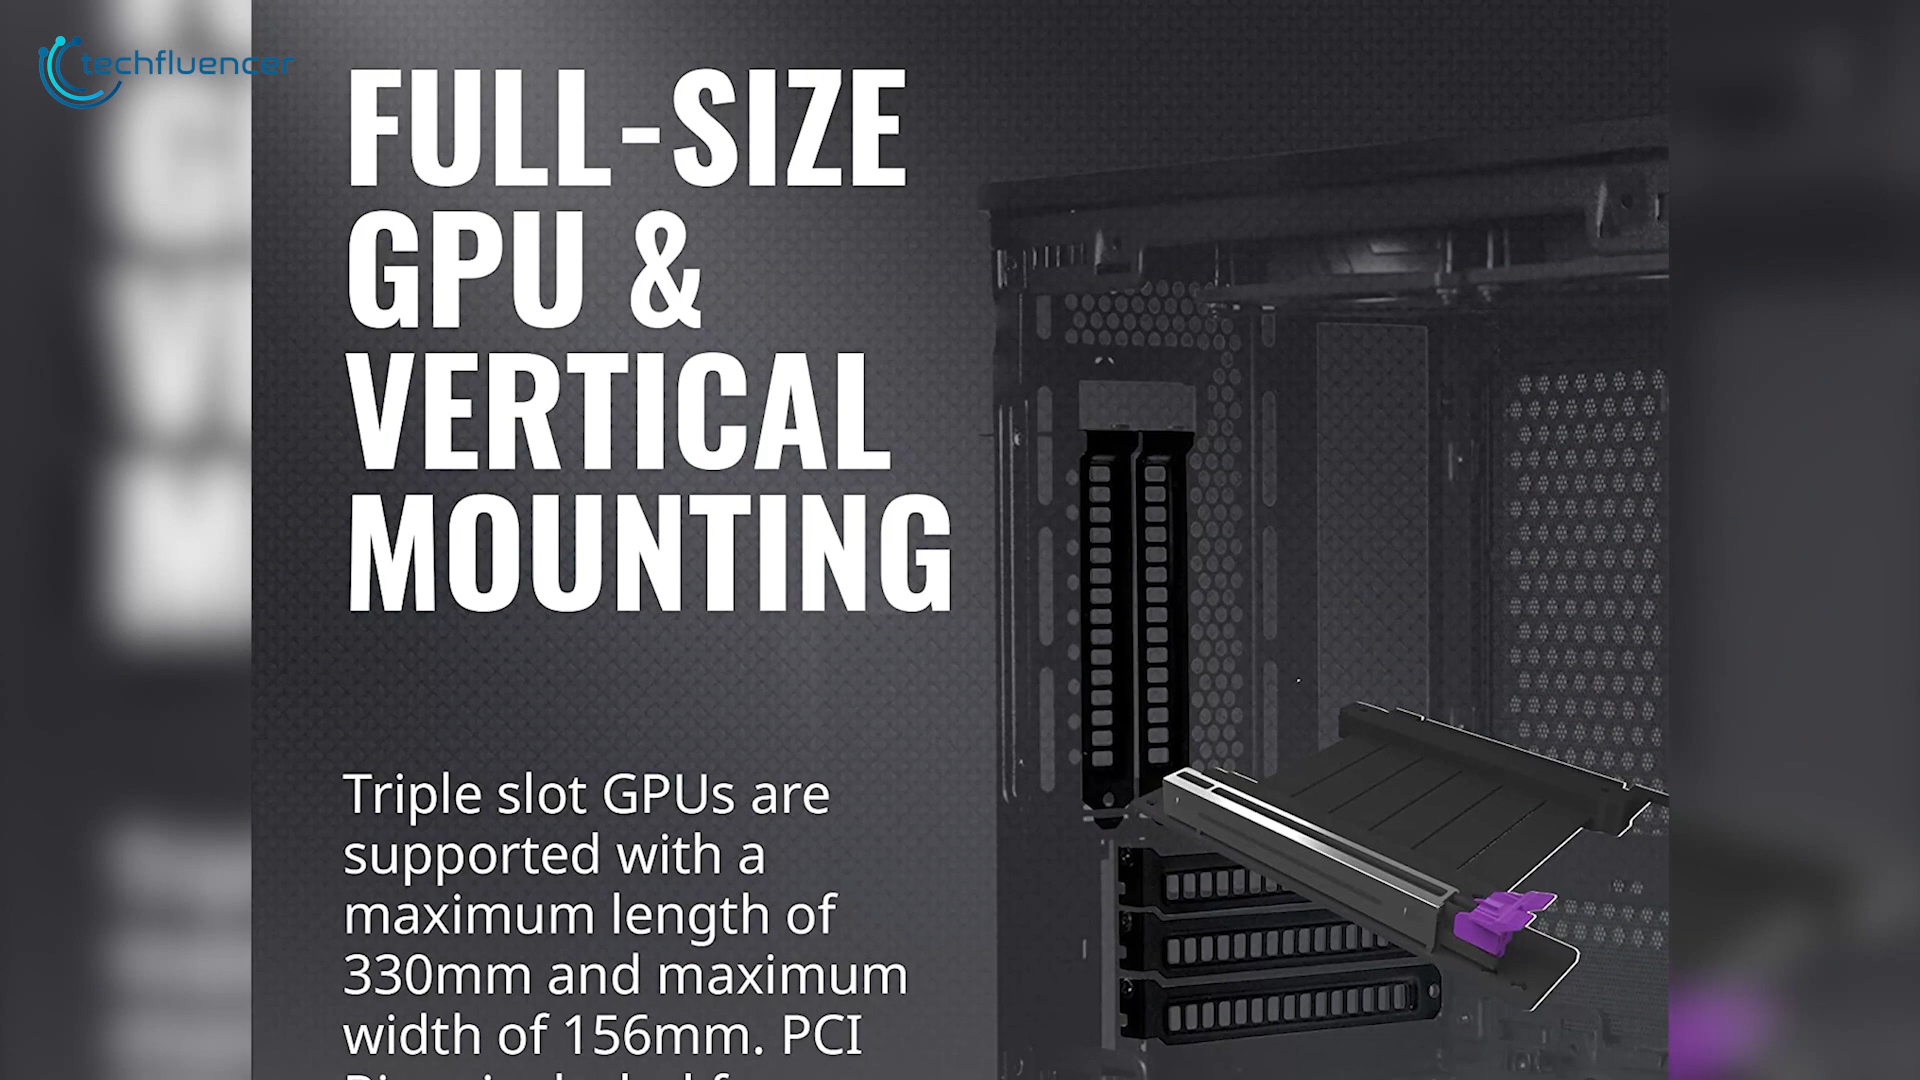 techfluencer
FULL-SIZE
GPU &
VERTICAL
MOUNTING
Triple slot GPUs are
supported with a
maximum length of
330mm and maximum
width of 156mm. PCI